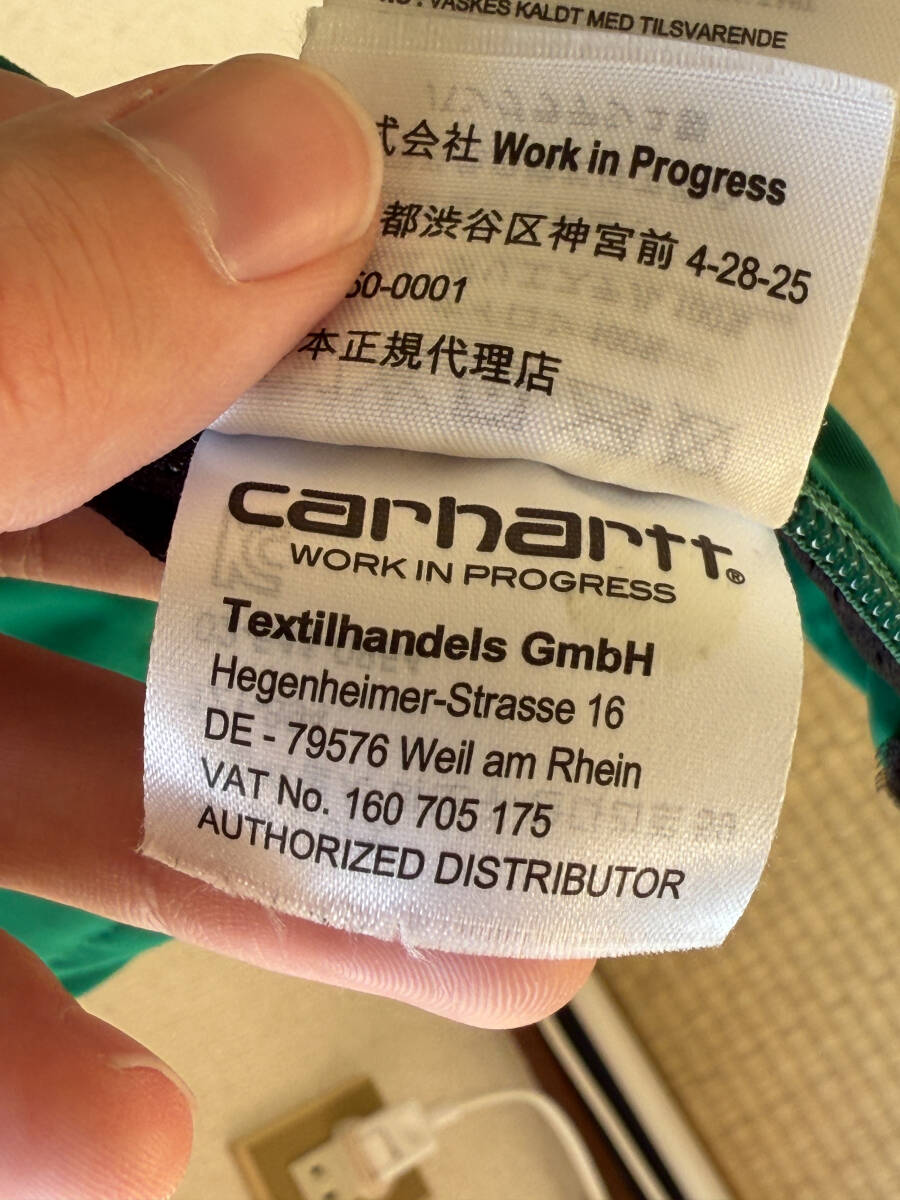 VASKES KALDT MED TILSVARENDE
式会社 Work in Progress
都渋谷区神宮前 4-28-25
50-0001
本正規代理店
carhartt®
WORK IN PROGRESS
Textilhandels GmbH
Hegenheimer-Strasse 16
DE - 79576 Weil am Rhein
VAT No. 160 705 175
AUTHORIZED DISTRIBUTOR